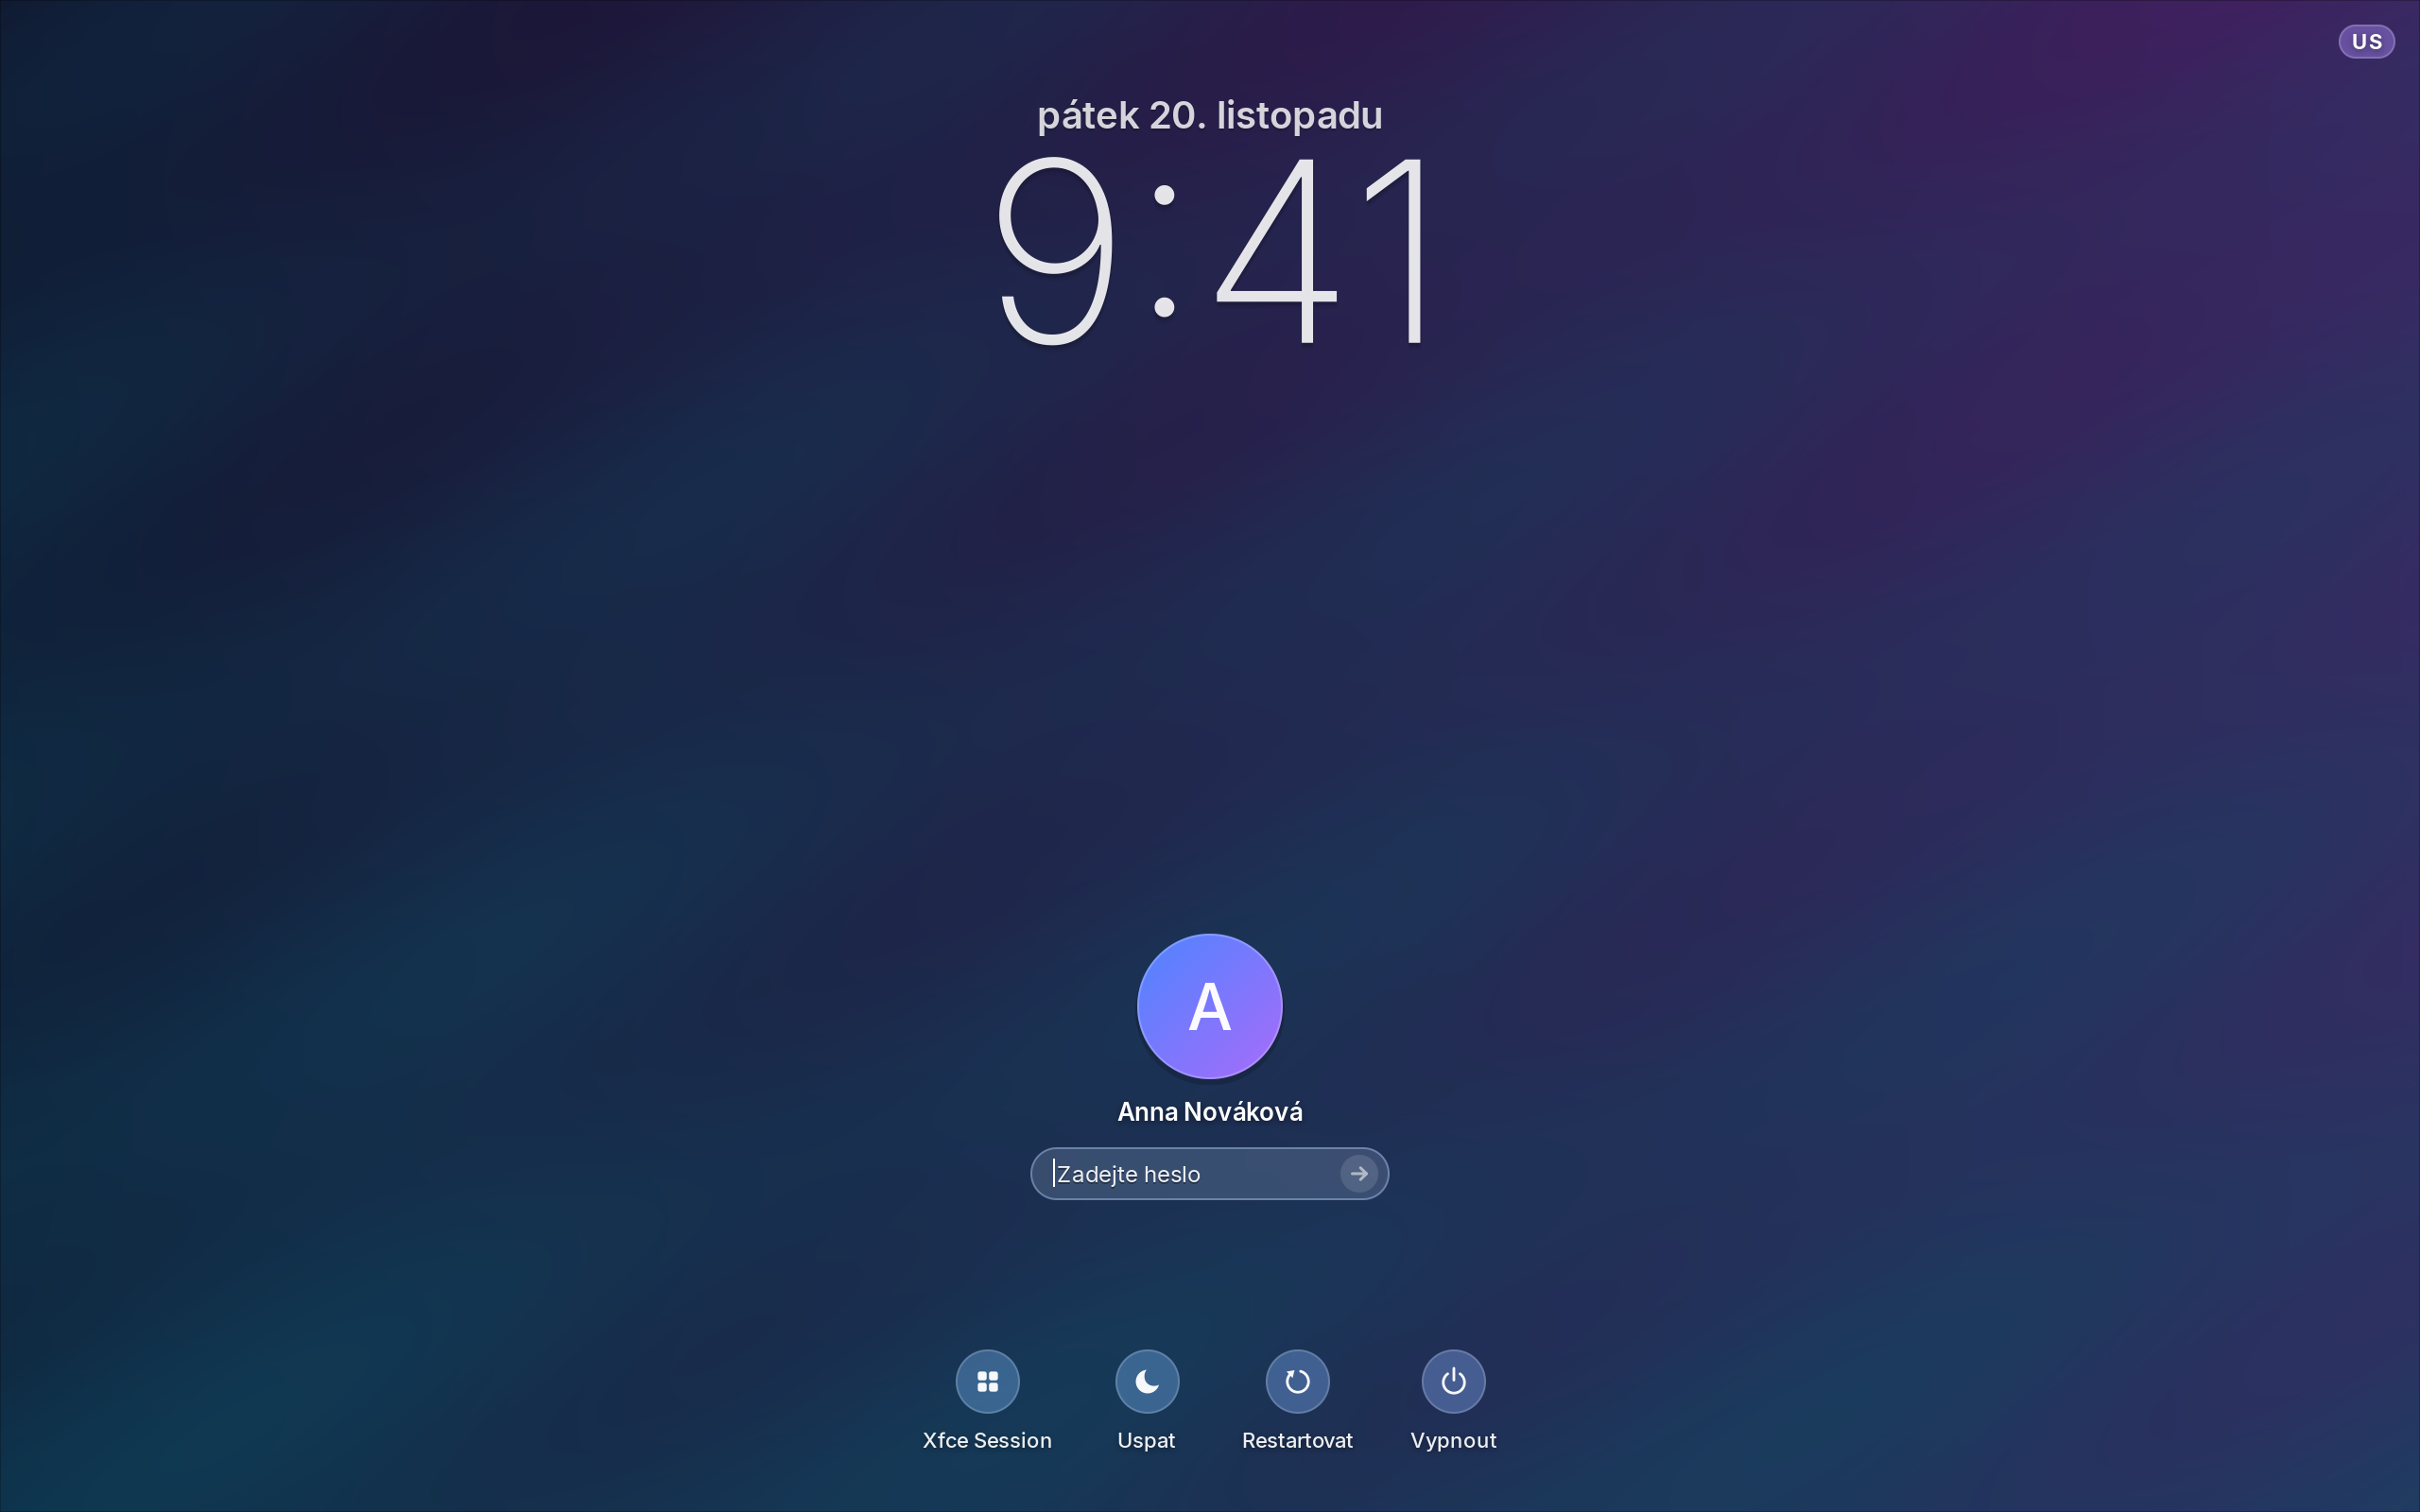 US
pátek 20. listopadu
9:41
A
Anna Nováková
Zadejte heslo
Xfce Session
Uspat
Restartovat
Vypnout